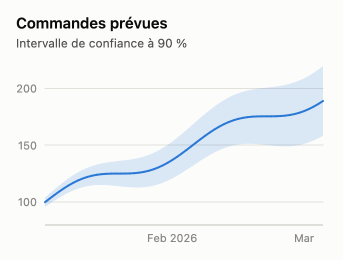 Commandes prévues
Intervalle de confiance à 90 %
200
150
100
Feb 2026
Mar